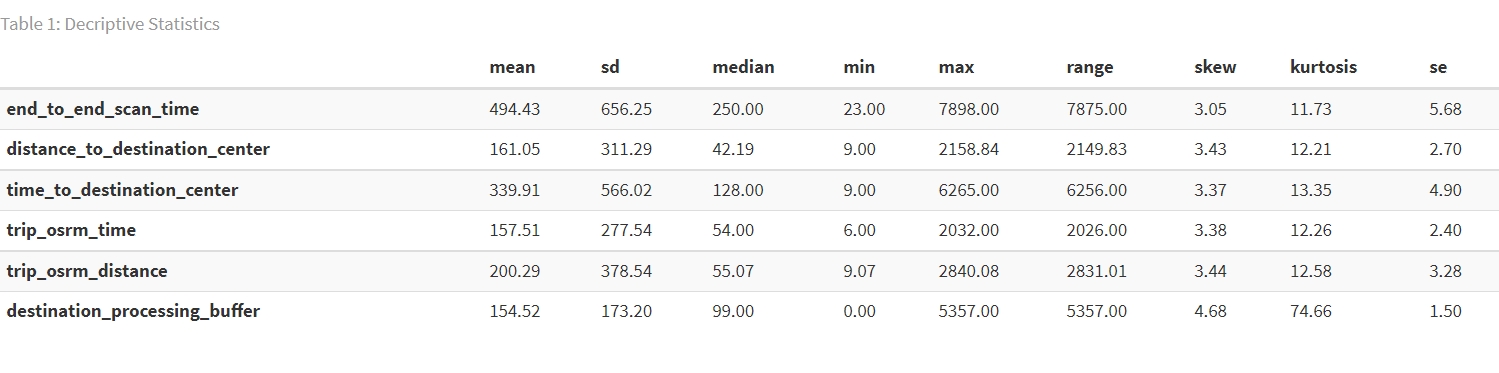 Table 1: Decriptive Statistics
mean sd median min max range skew kurtosis se
end_to_end_scan_time 494.43 656.25 250.00 23.00 7898.00 7875.00 3.05 11.73 5.68
distance_to_destination_center 161.05 311.29 42.19 9.00 2158.84 2149.83 3.43 12.21 2.70
time_to_destination_center 339.91 566.02 128.00 9.00 6265.00 6256.00 3.37 13.35 4.90
trip_osrm_time 157.51 277.54 54.00 6.00 2032.00 2026.00 3.38 12.26 2.40
trip_osrm_distance 200.29 378.54 55.07 9.07 2840.08 2831.01 3.44 12.58 3.28
destination_processing_buffer 154.52 173.20 99.00 0.00 5357.00 5357.00 4.68 74.66 1.50